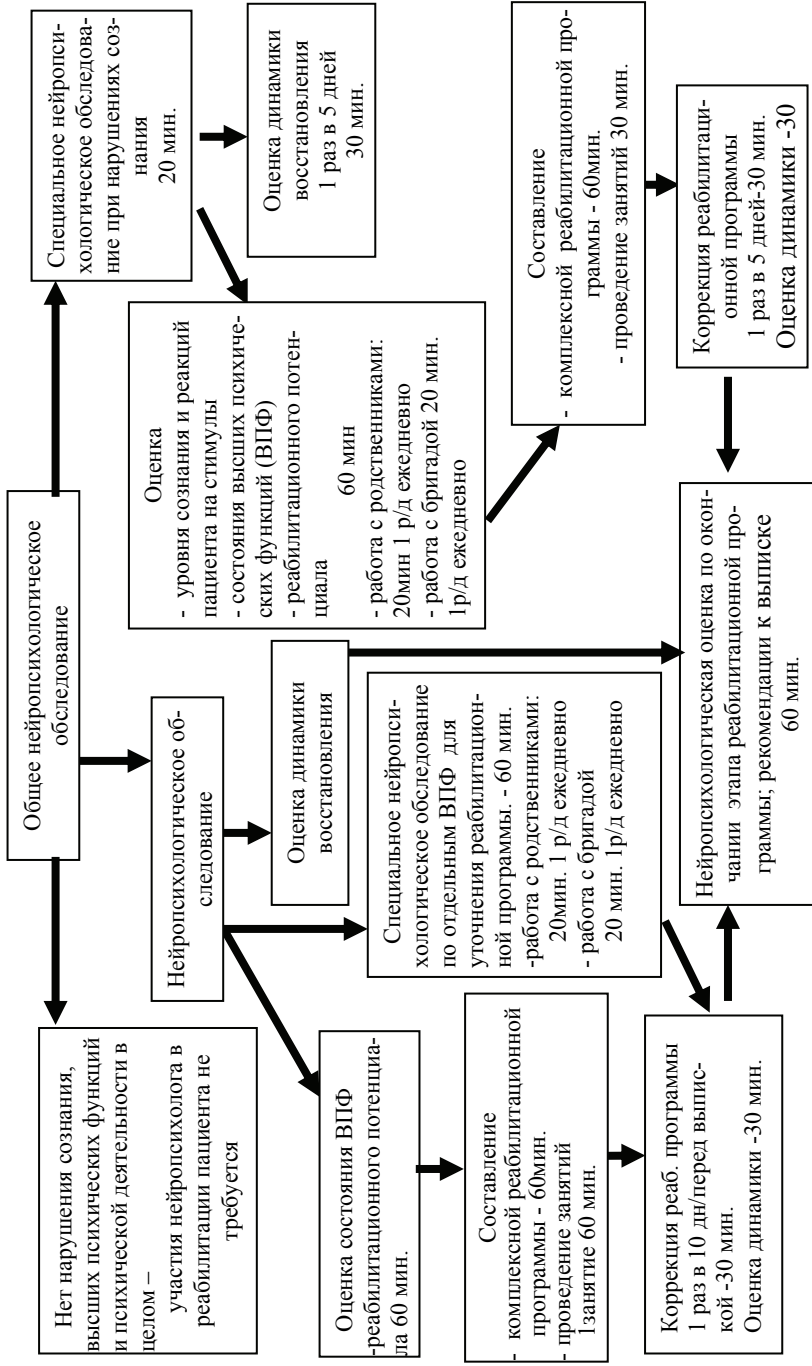 Общее нейропсихологическое
обследование
Нет нарушения сознания,
высших психических функций
и психической деятельности в
целом –
участия нейропсихолога в
реабилитации пациента не
требуется
Нейропсихологическое об-
следование
Специальное нейропси-
хологическое обследова-
ние при нарушениях соз-
нания
20 мин.
Оценка динамики
восстановления
1 раз в 5 дней
30 мин.
Оценка
- уровня сознания и реакций
пациента на стимулы
- состояния высших психиче-
ских функций (ВПФ)
- реабилитационного потен-
циала
60 мин
- работа с родственниками:
20мин 1 р/д ежедневно
- работа с бригадой 20 мин.
1р/д ежедневно
Оценка динамики
восстановления
Оценка состояния ВПФ
-реабилитационного потенциа-
ла 60 мин.
Специальное нейропси-
хологическое обследование
по отдельным ВПФ для
уточнения реабилитацион-
ной программы. - 60 мин.
-работа с родственниками:
20мин. 1 р/д ежедневно
- работа с бригадой
20 мин. 1р/д ежедневно
Составление
- комплексной реабилитационной про-
граммы - 60мин.
- проведение занятий 30 мин.
Составление
- комплексной реабилитационной
программы - 60мин.
- проведение занятий
1занятие 60 мин.
Коррекция реаб. программы
1 раз в 10 дн/перед выпис-
кой -30 мин.
Оценка динамики -30 мин.
Нейропсихологическая оценка по окон-
чании этапа реабилитационной про-
граммы; рекомендации к выписке
60 мин.
Коррекция реабилитаци-
онной программы
1 раз в 5 дней-30 мин.
Оценка динамики -30